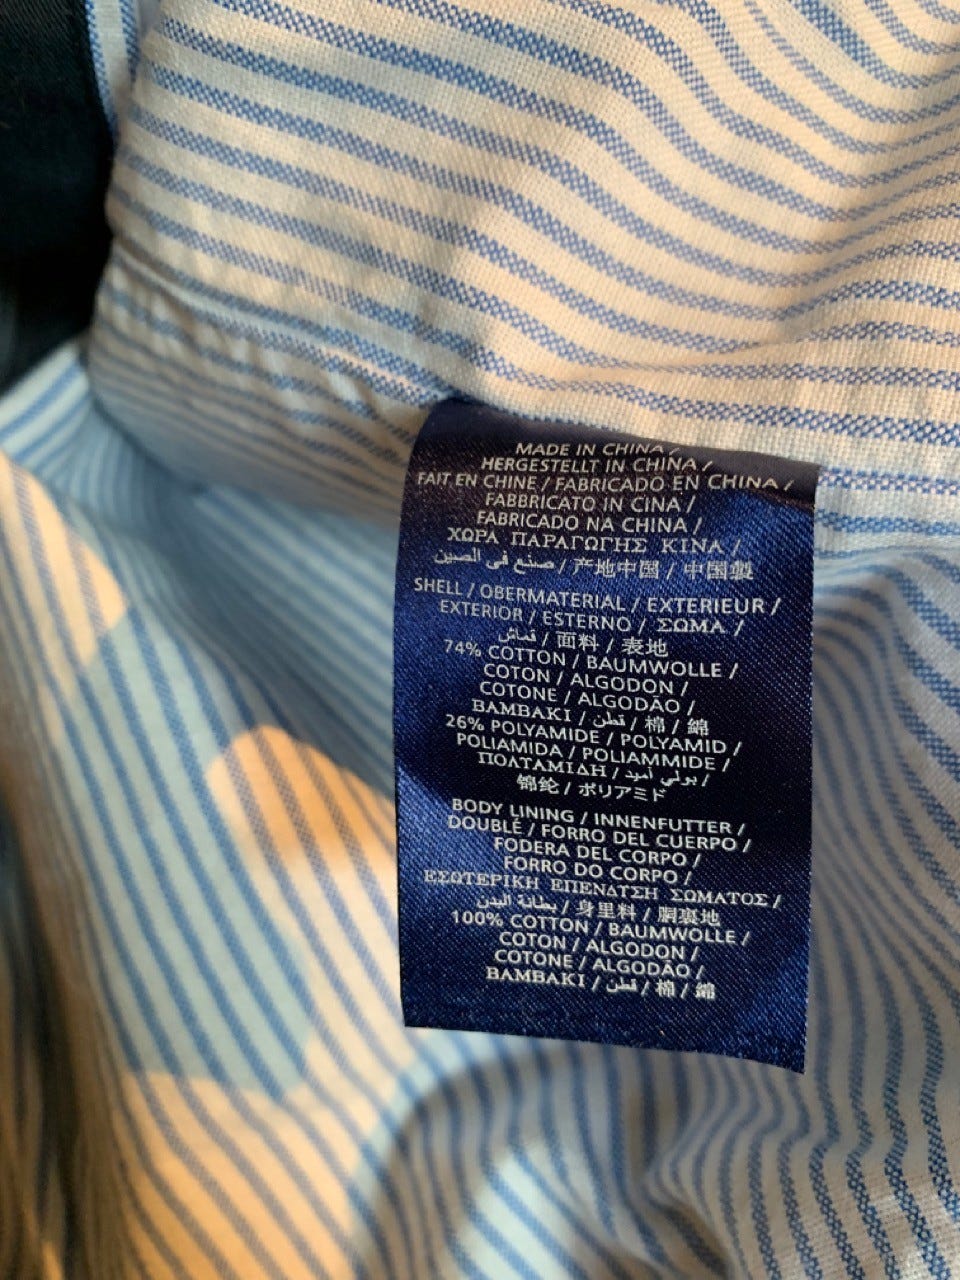 MADE IN CHINA /
HERGESTELLT IN CHINA /
FAIT EN CHINE / FABRICADO EN CHINA /
FABBRICATO IN CINA /
FABRICADO NA CHINA /
ΧΩΡΑ ΠΑΡΑΓΩΓΗΣ ΚΙΝΑ /
صنع في الصين / 产地中国 / 中国製
SHELL / OBERMATERIAL / EXTERIEUR /
EXTERIOR / ESTERNO / ΣΩΜΑ /
قماش / 面料 / 表地
74% COTTON / BAUMWOLLE /
COTON / ALGODON /
COTONE / ALGODÃO /
ΒΑΜΒΑΚΙ / قطن / 棉 / 綿
26% POLYAMIDE / POLYAMID /
POLIAMIDA / POLIAMMIDE /
ΠΟΛΤΑΜΙΔΗ / بولي أميد /
锦纶 / ポリアミド
BODY LINING / INNENFUTTER /
DOUBLÉ / FORRO DEL CUERPO /
FODERA DEL CORPO /
FORRO DO CORPO /
ΕΣΩΤΕΡΙΚΗ ΕΠΕΝΔΤΣΗ ΣΩΜΑΤΟΣ /
بطانة البدن / 身里料 / 胴裏地
100% COTTON / BAUMWOLLE /
COTON / ALGODON /
COTONE / ALGODÃO /
ΒΑΜΒΑΚΙ / قطن / 棉 / 綿